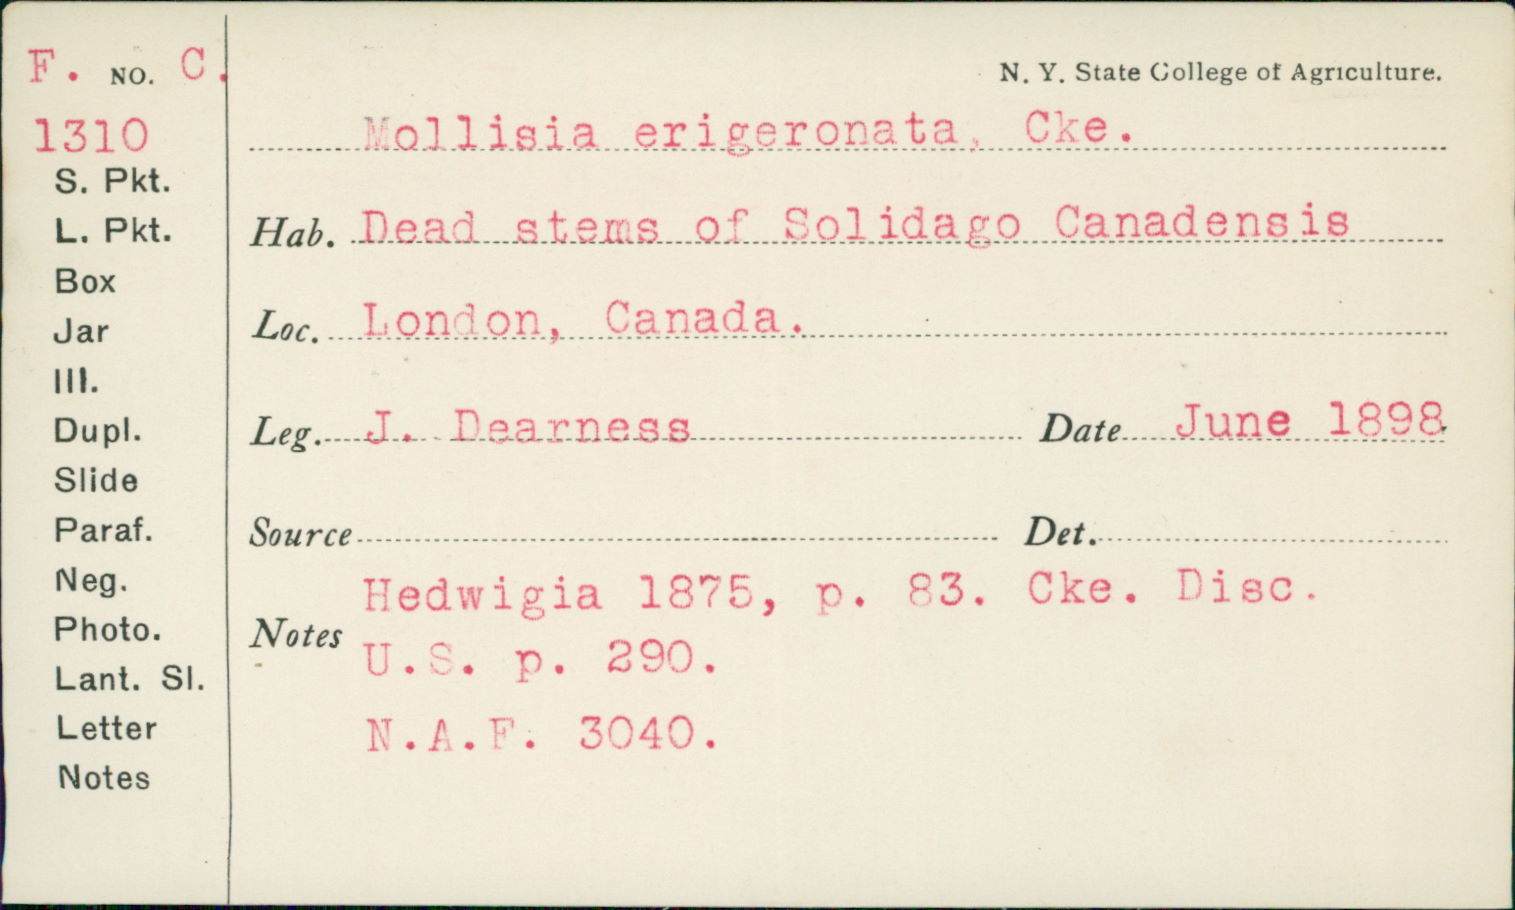 F. NO. C.
1310
S. Pkt.
L. Pkt.
Box
Jar
Ill.
Dupl.
Slide
Paraf.
Neg.
Photo.
Lant. Sl.
Letter
Notes
N. Y. State College of Agriculture.
Mollisia erigeronata, Cke.
Hab. Dead stems of Solidago Canadensis
Loc. London, Canada.
Leg. J. Dearness Date June 1898
Source Det.
Notes Hedwigia 1875, p. 83. Cke. Disc.
U.S. p. 290.
N.A.F. 3040.